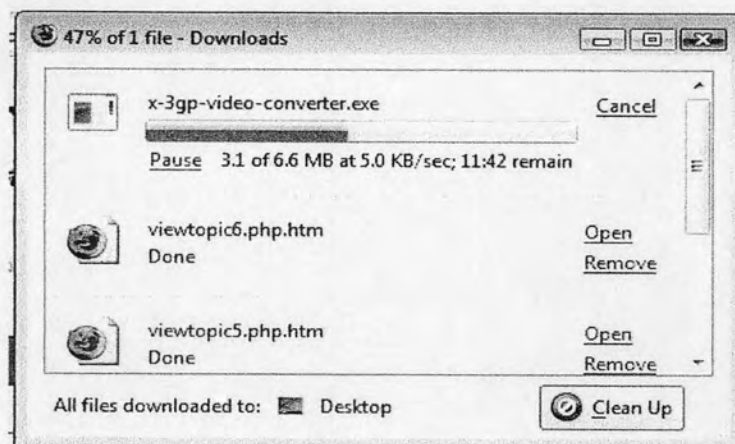 47% of 1 file - Downloads
x-3gp-video-converter.exe
Cancel
Pause 3.1 of 6.6 MB at 5.0 KB/sec; 11:42 remain
viewtopic6.php.htm
Open
Done
Remove
viewtopic5.php.htm
Open
Done
Remove
All files downloaded to: Desktop
Clean Up